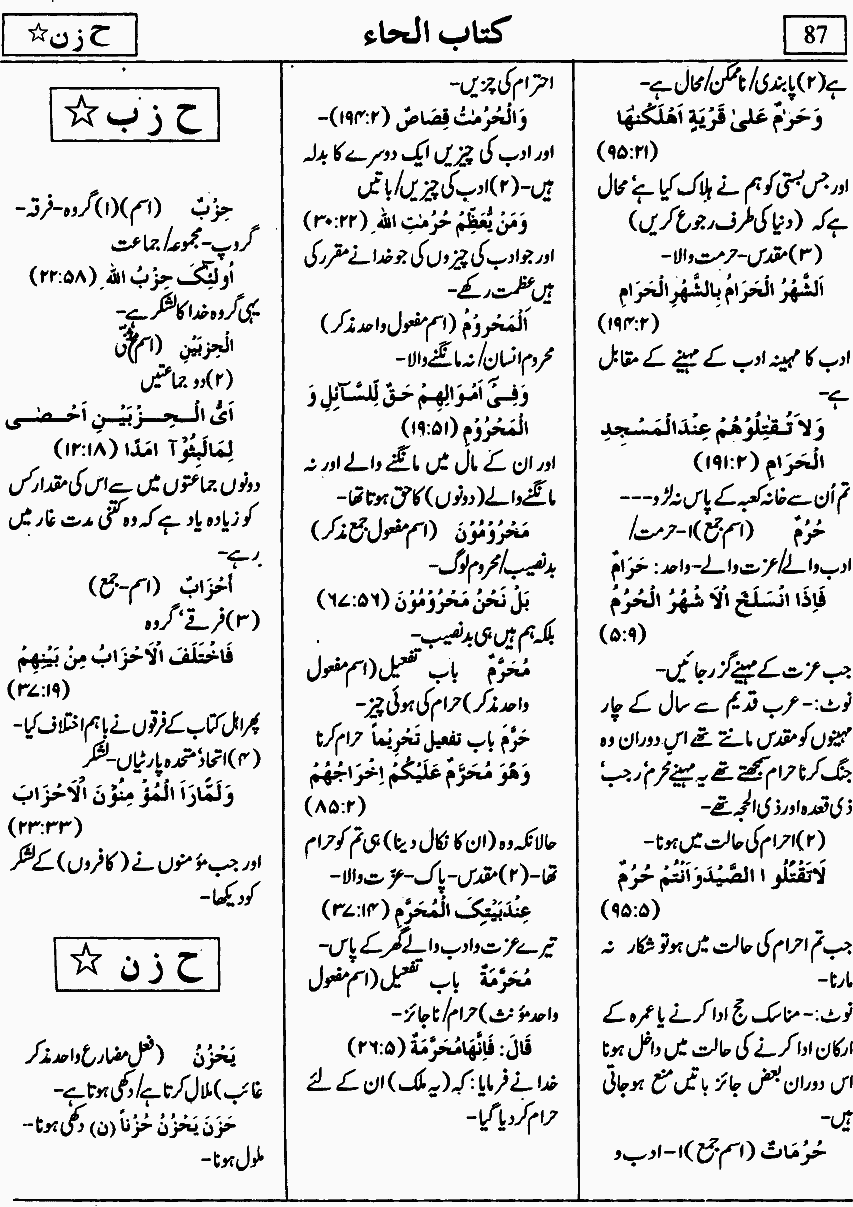 87
کتاب الحاء
ح ز ن ☆
ہے (۲) پابندی/ناممکن/محال ہے-
وَحَرٰمٌ عَلٰی قَرْیَةٍ اَهْلَکْنٰهَا
(۹۵:۲۱)
اور جس بستی کو ہم نے ہلاک کیا ہے’ محال
ہے کہ (دنیا کی طرف رجوع کریں)
(۳) مقدس-حرمت والا-
اَلشَّهْرُ الْحَرَامُ بِالشَّهْرِ الْحَرَامِ
(۱۹۴:۲)
ادب کا مہینہ ادب کے مہینے کے مقابل
ہے-
وَلَا تُقٰتِلُوْهُمْ عِنْدَ الْمَسْجِدِ
الْحَرَامِ (۱۹۱:۲)
تم اُن سے خانہ کعبہ کے پاس نہ لڑو----
حُرُمٌ (اسم جمع) ۱-حرمت/
ادب والے/عزت والے-واحد: حَرَامٌ
فَاِذَا انْسَلَخَ الْاَ شْهُرُ الْحُرُمُ
(۵:۹)
جب عزت کے مہینے گزر جائیں-
نوٹ:- عرب قدیم سے سال کے چار
مہینوں کو مقدس مانتے تھے اس دوران وہ
جنگ کرنا حرام سمجھتے تھے یہ مہینے محرم’ رجب’
ذی قعدہ اور ذی الحجہ تھے-
(۲) احرام کی حالت میں ہونا-
لَا تَقْتُلُو ا الصَّیْدَ وَ اَنْتُمْ حُرُمٌ
(۹۵:۵)
جب تم احرام کی حالت میں ہو تو شکار نہ
مارنا-
نوٹ:- مناسک حج ادا کرنے یا عمرہ کے
ارکان ادا کرنے کی حالت میں داخل ہونا
اس دوران بعض جائز باتیں منع ہو جاتی
ہیں-
حُرُمَاتٌ (اسم جمع) ۱-ادب و
احترام کی چزیں-
وَالْحُرُمٰتُ قِصَاصٌ (۱۹۴:۲)-
اور ادب کی چیزیں ایک دوسرے کا بدلہ
ہیں-(۲) ادب کی چزیں/باتیں
وَمَنْ یُّعَظِّمْ حُرُمٰتِ اللهِ (۳۰:۲۲)
اور جو ادب کی چیزوں کی جو خدا نے مقرر کی
ہیں عظمت رکھے-
اَلْمَحْرُوْمُ (اسم مفعول واحد مذکر)
محروم انسان/نہ مانگنے والا-
وَفِیْٓ اَمْوَالِهِمْ حَقٌّ لِّلسَّآئِلِ وَ
الْمَحْرُوْمِ (۱۹:۵۱)
اور ان کے مال میں مانگنے والے اور نہ
مانگنے والے (دونوں) کا حق ہوتا تھا-
مَحْرُوْمُوْنَ (اسم مفعول جمع مذکر)
بد نصیب/محروم لوگ-
بَلْ نَحْنُ مَحْرُوْمُوْنَ (۶۷:۵۶)
بلکہ ہم ہیں ہی بد نصیب-
مُحَرَّمٌ باب تفعیل (اسم مفعول
واحد مذکر) حرام کی ہوئی چیز-
حَرَّمَ باب تفعیل تَحْرِیْمًا حرام کرنا
وَهُوَ مُحَرَّمٌ عَلَیْکُمْ اِخْرَاجُهُمْ
(۸۵:۲)
حالانکہ وہ (ان کا نکال دینا) ہی تم کو حرام
تھا-(۲) مقدس-پاک-عزت والا-
عِنْدَ بَیْتِکَ الْمُحَرَّمِ (۳۷:۱۴)
تیرے عزت و ادب والے گھر کے پاس-
مُحَرَّمَةٌ باب تفعیل (اسم مفعول
واحد مؤنث) حرام/ناجائز-
قَالَ: فَاِنَّهَا مُحَرَّمَةٌ (۲۶:۵)
خدا نے فرمایا: کہ (یہ ملک) ان کے لئے
حرام کر دیا گیا-
ح ز ب ☆
حِزْبٌ (اسم) (۱) گروہ-فرقہ-
گروپ-مجموعہ/جماعت
اُولٰٓئِکَ حِزْبُ اللهِ (۲۲:۵۸)
یہی گروہ خدا کا لشکر ہے-
الْحِزْبَیْنِ (اسم
(۲) دو جماعتیں
اَیُّ الْحِزْبَیْنِ اَحْصٰی
لِمَا لَبِثُوْٓا اَمَدًا (۱۲:۱۸)
دونوں جماعتوں میں سے اس کی مقدار کس
کو زیادہ یاد ہے کہ وہ کتنی مدت غار میں
رہے-
اَحْزَابٌ (اسم-جمع)
(۳) فرقے’ گروہ
فَاخْتَلَفَ الْاَحْزَابُ مِنْ بَیْنِهِمْ
(۳۷:۱۹)
پھر اہل کتاب کے فرقوں نے باہم اختلاف کیا-
(۴) اتحاد’ متحدہ پارٹیاں-لشکر
وَلَمَّا رَاَ الْمُؤْ مِنُوْنَ الْاَحْزَابَ
(۲۳:۳۳)
اور جب مؤمنوں نے (کافروں) کے لشکر
کو دیکھا-
ح ز ن ☆
یَحْزُنُ (فعل مضارع واحد مذکر
غائب) ملال کرتا ہے/دکھی ہوتا ہے-
حَزَنَ یَحْزُنُ حُزْنًا (ن) دکھی ہونا-
ملول ہونا-